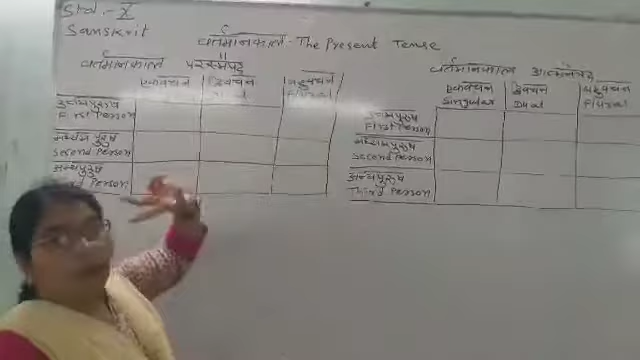 Std.- X
Sanskrit
वर्तमानकाल - The Present Tense
वर्तमानकाल परस्मैपद
एकवचन द्विवचन बहुवचन
Plural
उत्तमपुरुष
First Person
मध्यम पुरुष
Second Person
अन्यपुरुष
Third Person
वर्तमानकाल आत्मनेपद
एकवचन द्विवचन बहुवचन
Singular Dual Plural
उत्तमपुरुष
First Person
मध्यमपुरुष
Second Person
अन्यपुरुष
Third Person